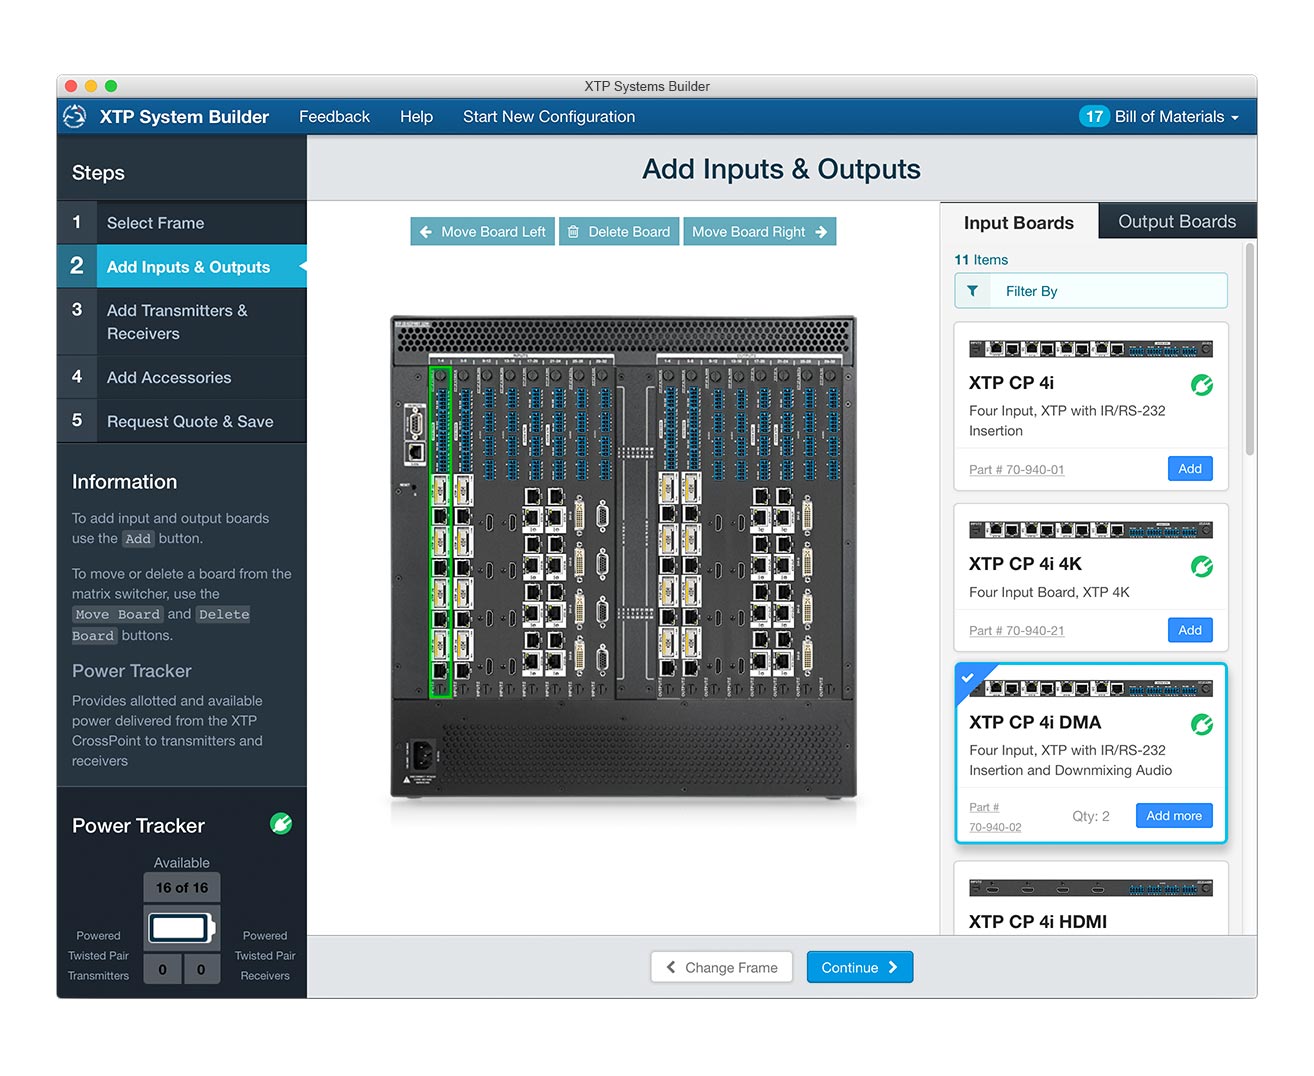 XTP Systems Builder
XTP System Builder
Feedback
Help
Start New Configuration
17 Bill of Materials
Steps
1 Select Frame
2 Add Inputs & Outputs
3 Add Transmitters &
Receivers
4 Add Accessories
5 Request Quote & Save
Information
To add input and output boards
use the Add button.
To move or delete a board from the
matrix switcher, use the
Move Board and Delete
Board buttons.
Power Tracker
Provides allotted and available
power delivered from the XTP
CrossPoint to transmitters and
receivers
Power Tracker
Available
16 of 16
Powered
Twisted Pair
Transmitters
0 0
Powered
Twisted Pair
Receivers
Add Inputs & Outputs
Move Board Left
Delete Board
Move Board Right
INPUTS
Change Frame
Continue
Input Boards
Output Boards
11 Items
Filter By
XTP CP 4i
Four Input, XTP with IR/RS-232
Insertion
Part # 70-940-01
Add
XTP CP 4i 4K
Four Input Board, XTP 4K
Part # 70-940-21
Add
XTP CP 4i DMA
Four Input, XTP with IR/RS-232
Insertion and Downmixing Audio
Part #
70-940-02
Qty: 2
Add more
XTP CP 4i HDMI